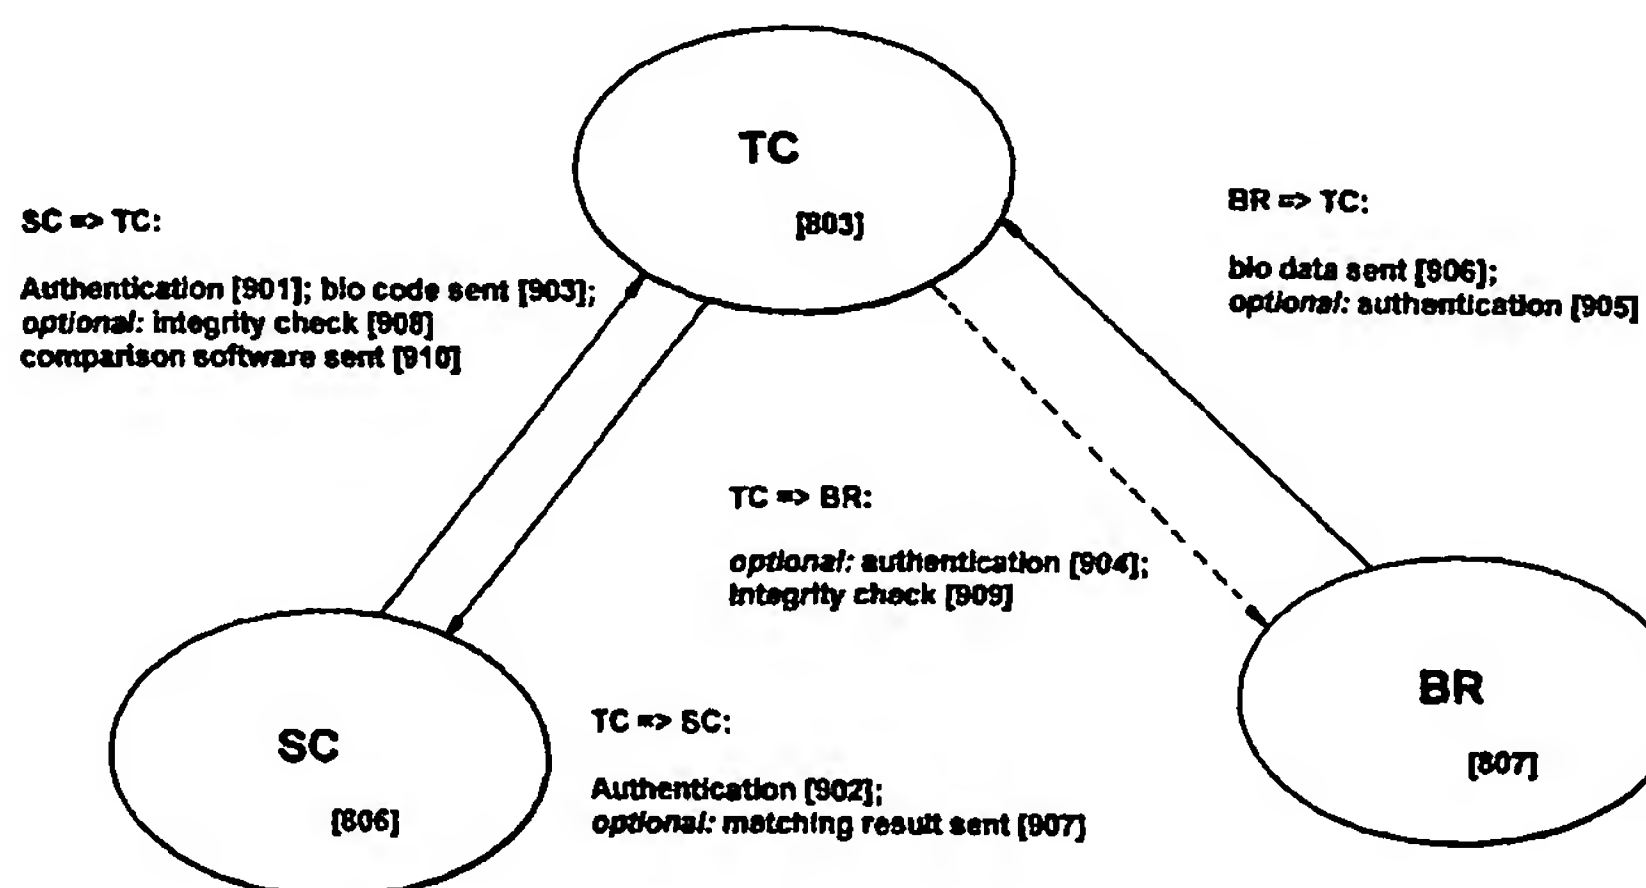 TC
[803]
SC => TC:
Authentication [901]; bio code sent [903];
optional: integrity check [908]
comparison software sent [910]
BR => TC:
bio data sent [906];
optional: authentication [905]
TC => BR:
optional: authentication [904];
integrity check [909]
SC
[806]
TC => SC:
Authentication [902];
optional: matching result sent [907]
BR
[807]